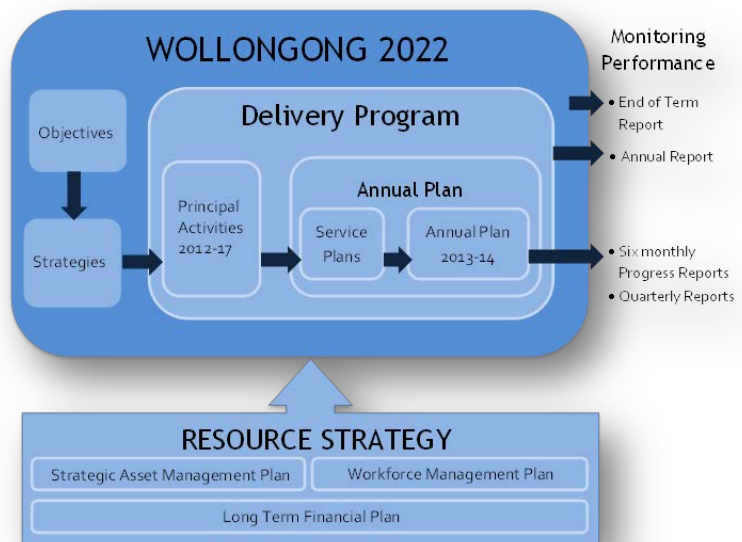 WOLLONGONG 2022
Monitoring
Performance
Objectives
Strategies
Delivery Program
Principal
Activities
2012-17
Annual Plan
Service
Plans
Annual Plan
2013-14
• End of Term
Report
• Annual Report
• Six monthly
Progress Reports
• Quarterly Reports
RESOURCE STRATEGY
Strategic Asset Management Plan
Workforce Management Plan
Long Term Financial Plan